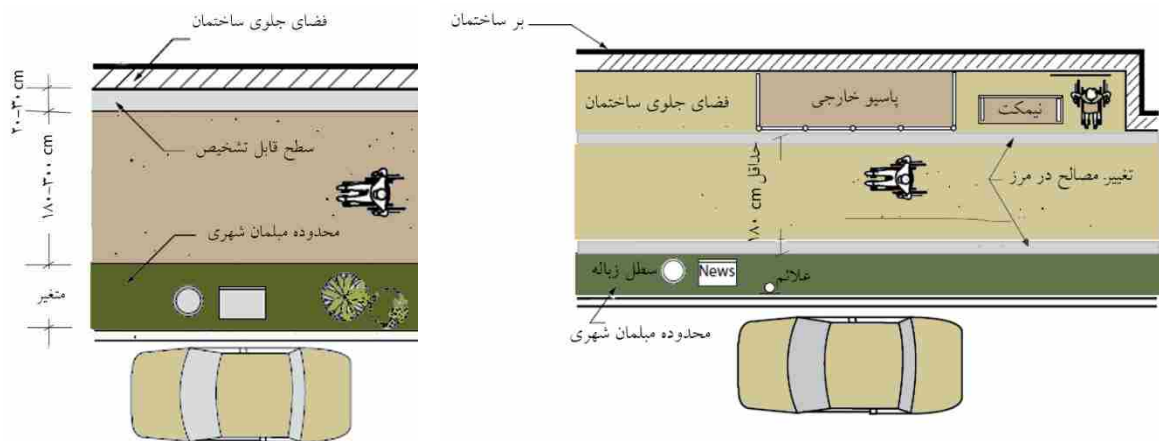 فضای جلوی ساختمان
۲۰-۳۰ cm
سطح قابل تشخیص
۱۸۰-۳۰۰ cm
محدوده مبلمان شهری
متغیر
بر ساختمان
فضای جلوی ساختمان
پاسیو خارجی
نیمکت
تغییر مصالح در مرز
حداقل ۱۸۰ cm
سطل زباله
News
علائم
محدوده مبلمان شهری